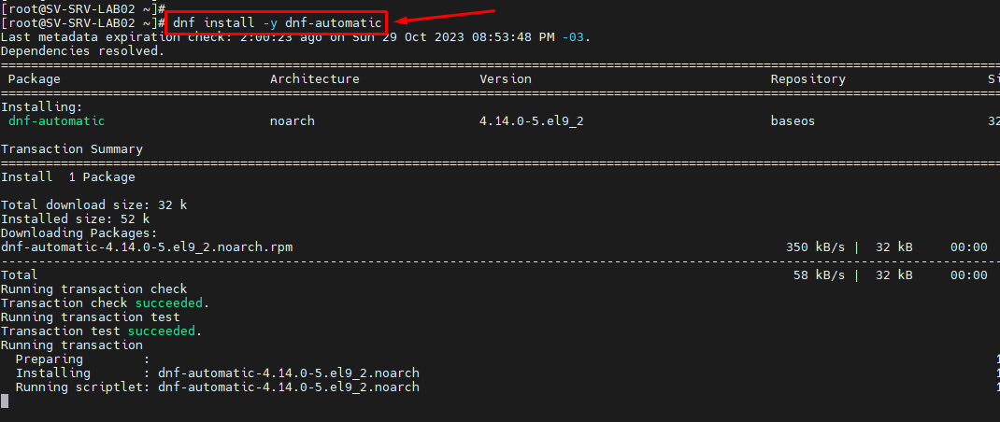 [root@SV-SRV-LAB02 ~]#
[root@SV-SRV-LAB02 ~]# dnf install -y dnf-automatic
Last metadata expiration check: 2:00:23 ago on Sun 29 Oct 2023 08:53:48 PM -03.
Dependencies resolved.
================================================================================
Package Architecture Version Repository Si
================================================================================
Installing:
dnf-automatic noarch 4.14.0-5.el9_2 baseos 32
Transaction Summary
================================================================================
Install 1 Package
Total download size: 32 k
Installed size: 52 k
Downloading Packages:
dnf-automatic-4.14.0-5.el9_2.noarch.rpm 350 kB/s | 32 kB 00:00
--------------------------------------------------------------------------------
Total 58 kB/s | 32 kB 00:00
Running transaction check
Transaction check succeeded.
Running transaction test
Transaction test succeeded.
Running transaction
Preparing : 1
Installing : dnf-automatic-4.14.0-5.el9_2.noarch 1
Running scriptlet: dnf-automatic-4.14.0-5.el9_2.noarch 1